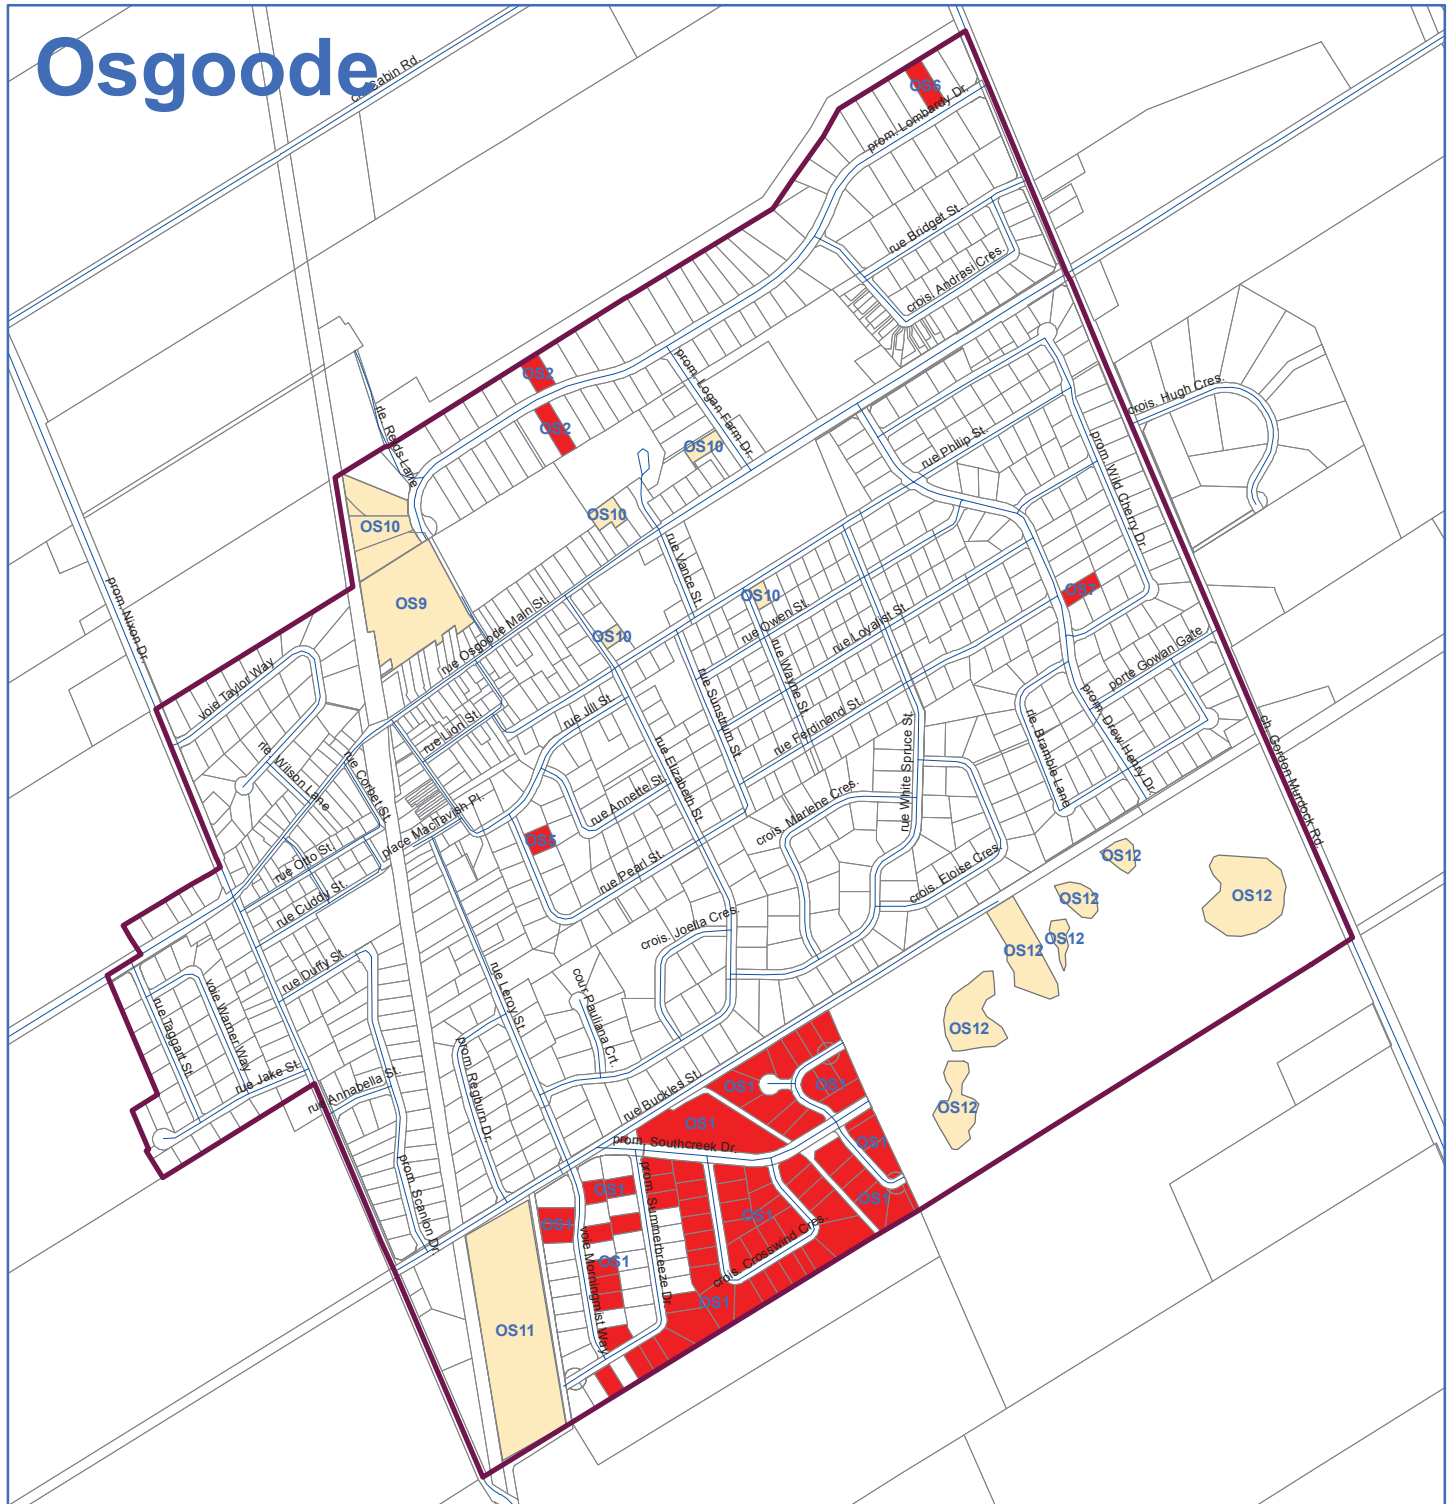 Osgoode
ch. Cabin Rd.
OS6
prom. Lombardy Dr.
rue Bridget St.
crois. Andrasi Cres.
OS2
prom. Logan Farm Dr.
rle. Reids Lane
crois. Hugh Cres.
OS2
OS10
rue Philip St.
prom. Wild Cherry Dr.
OS10
OS10
rue Vance St.
prom. Nixon Dr.
OS9
OS10
OS7
rue Osgoode Main St.
OS10
rue Owen St.
rue Loyalist St.
rue Wayne St.
porte Gowan Gate
voie Taylor Way
rue Sunstrum St.
rue Jill St.
rue Lion St.
rue Ferdinand St.
prom. Drew Henry Dr.
rle. Bramble Lane
ch. Gordon Murdock Rd.
rle. Wilson Lane
rue Corbet St.
rue Elizabeth St.
rue White Spruce St.
rue Annette St.
place MacTavish Pl.
crois. Marlene Cres.
OS5
OS12
rue Otto St.
rue Pearl St.
crois. Eloise Cres.
OS12
OS12
rue Cuddy St.
crois. Joella Cres.
OS12
OS12
rue Duffy St.
rue Leroy St.
cour Pauliana Crt.
voie Warner Way
rue Taggart St.
OS12
prom. Regburn Dr.
rue Jake St.
rue Annabella St.
rue Buckles St.
OS1
OS1
OS12
OS1
prom. Southcreek Dr.
OS1
prom. Scanlon Dr.
OS1
prom. Summerbreeze Dr.
OS1
OS1
OS1
voie Morningmist Way
OS1
crois. Crosswind Cres.
OS1
OS11